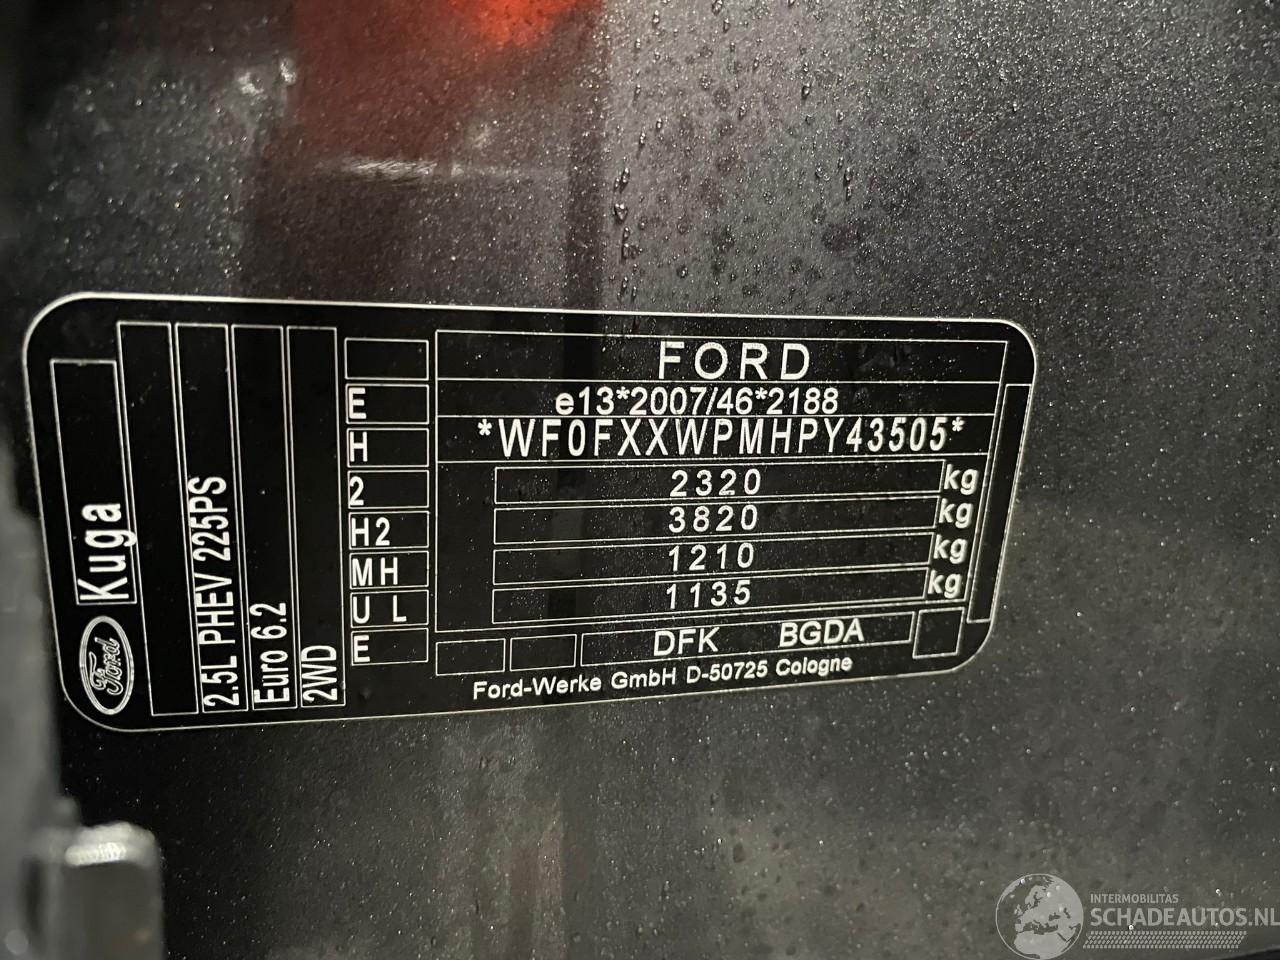 FORD
e13*2007/46*2188
*WF0FXXWPMHPY43505*
2320 kg
3820 kg
1210 kg
1135 kg
DFK BGDA
Ford-Werke GmbH D-50725 Cologne
E
H
2
H2
MH
U L
E
Ford Kuga
2.5L PHEV 225PS
Euro 6.2
2WD
INTERMOBILITAS
SCHADEAUTOS.NL